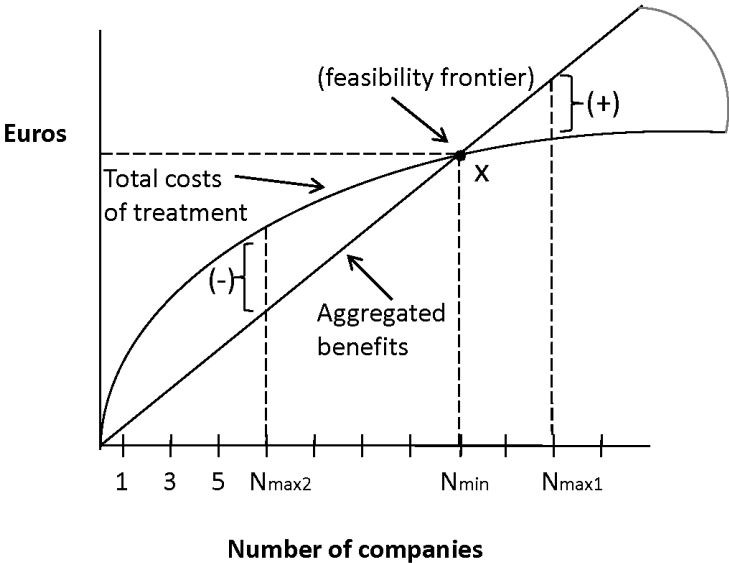 (feasibility frontier)
(+)
Euros
X
Total costs
of treatment
(-)
Aggregated
benefits
1 3 5 Nmax2 Nmin Nmax1
Number of companies